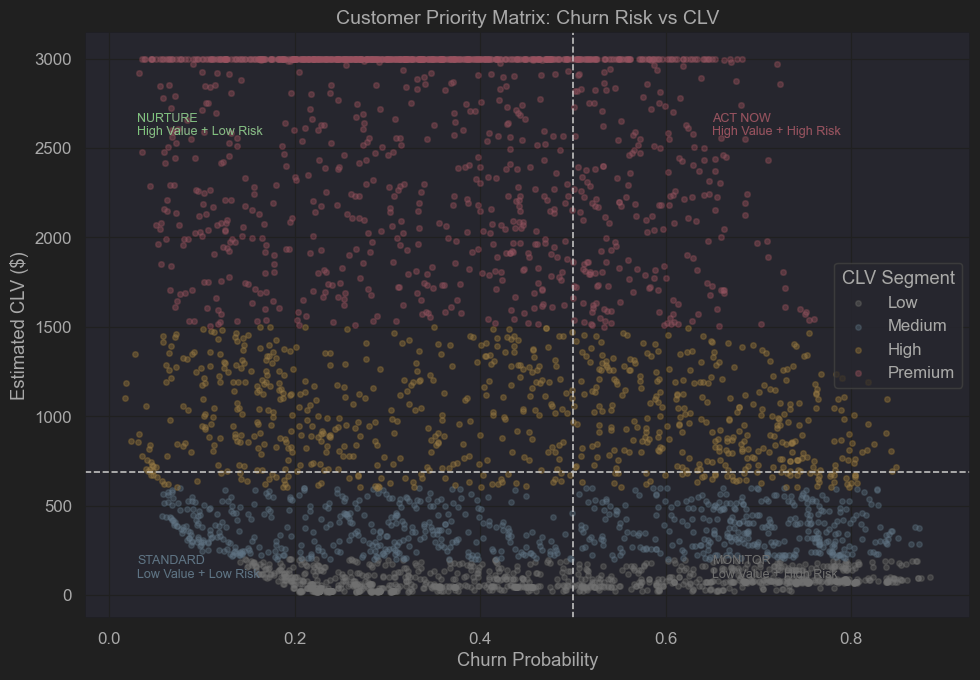 Customer Priority Matrix: Churn Risk vs CLV
3000
NURTURE
High Value + Low Risk
ACT NOW
High Value + High Risk
2500
2000
Estimated CLV ($)
CLV Segment
Low
Medium
High
Premium
1500
1000
500
STANDARD
Low Value + Low Risk
MONITOR
Low Value + High Risk
0
0.0
0.2
0.4
0.6
0.8
Churn Probability